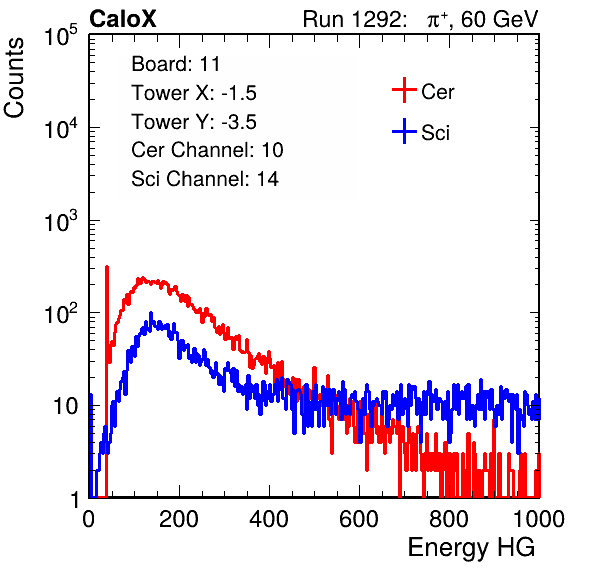 CaloX Run 1292: π⁺, 60 GeV
Counts
10⁵
10⁴
10³
10²
10
1
Board: 11
Tower X: -1.5
Tower Y: -3.5
Cer Channel: 10
Sci Channel: 14
Cer
Sci
0 200 400 600 800 1000
Energy HG